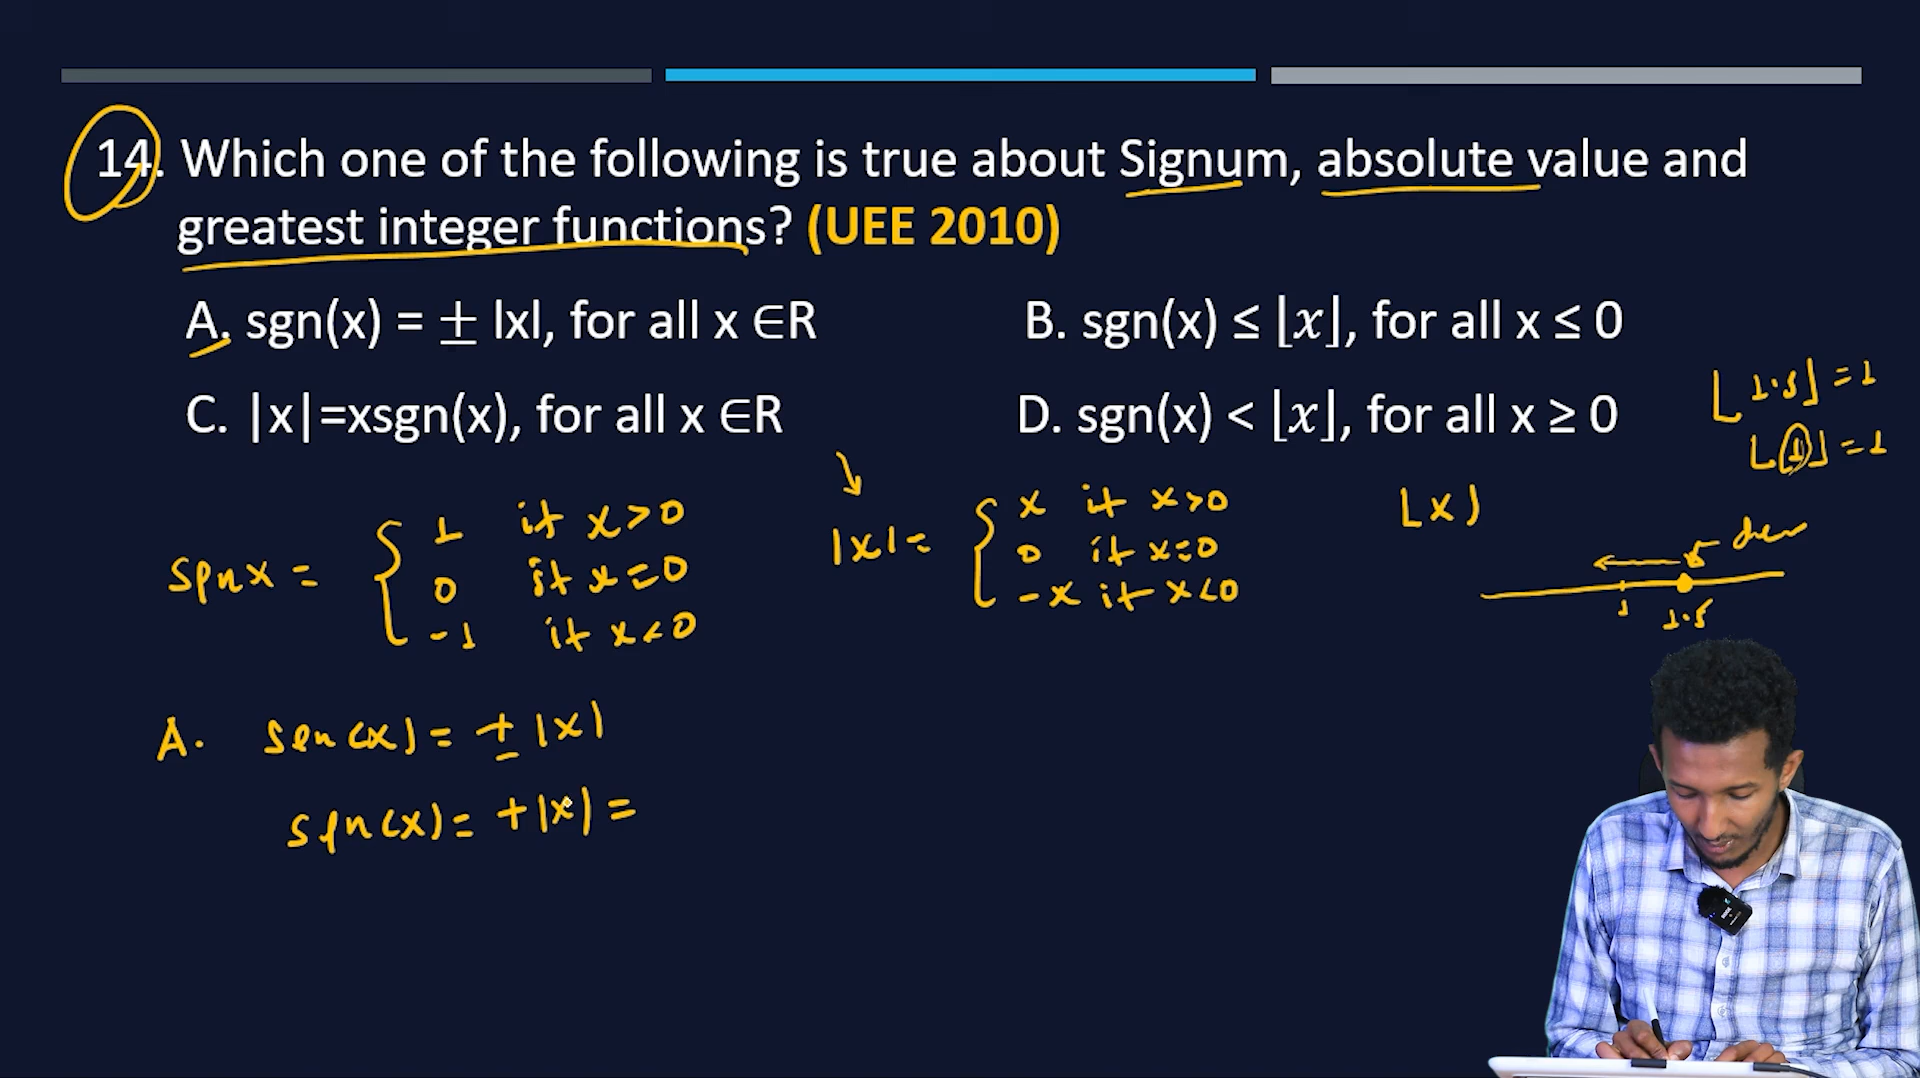 14. Which one of the following is true about Signum, absolute value and
greatest integer functions? (UEE 2010)
A. sgn(x) = ± |x|, for all x ∈R
B. sgn(x) ≤ ⌊x⌋, for all x ≤ 0
C. |x|=xsgn(x), for all x ∈R
D. sgn(x) < ⌊x⌋, for all x ≥ 0
⌊1.5⌋ = 1
⌊1⌋ = 1
sgn x = { 1 if x > 0
0 if x = 0
-1 if x < 0
|x| = { x if x > 0
0 if x = 0
-x if x < 0
⌊x⌋
1 1.5
A. sgn(x) = ± |x|
sgn(x) = + |x| =